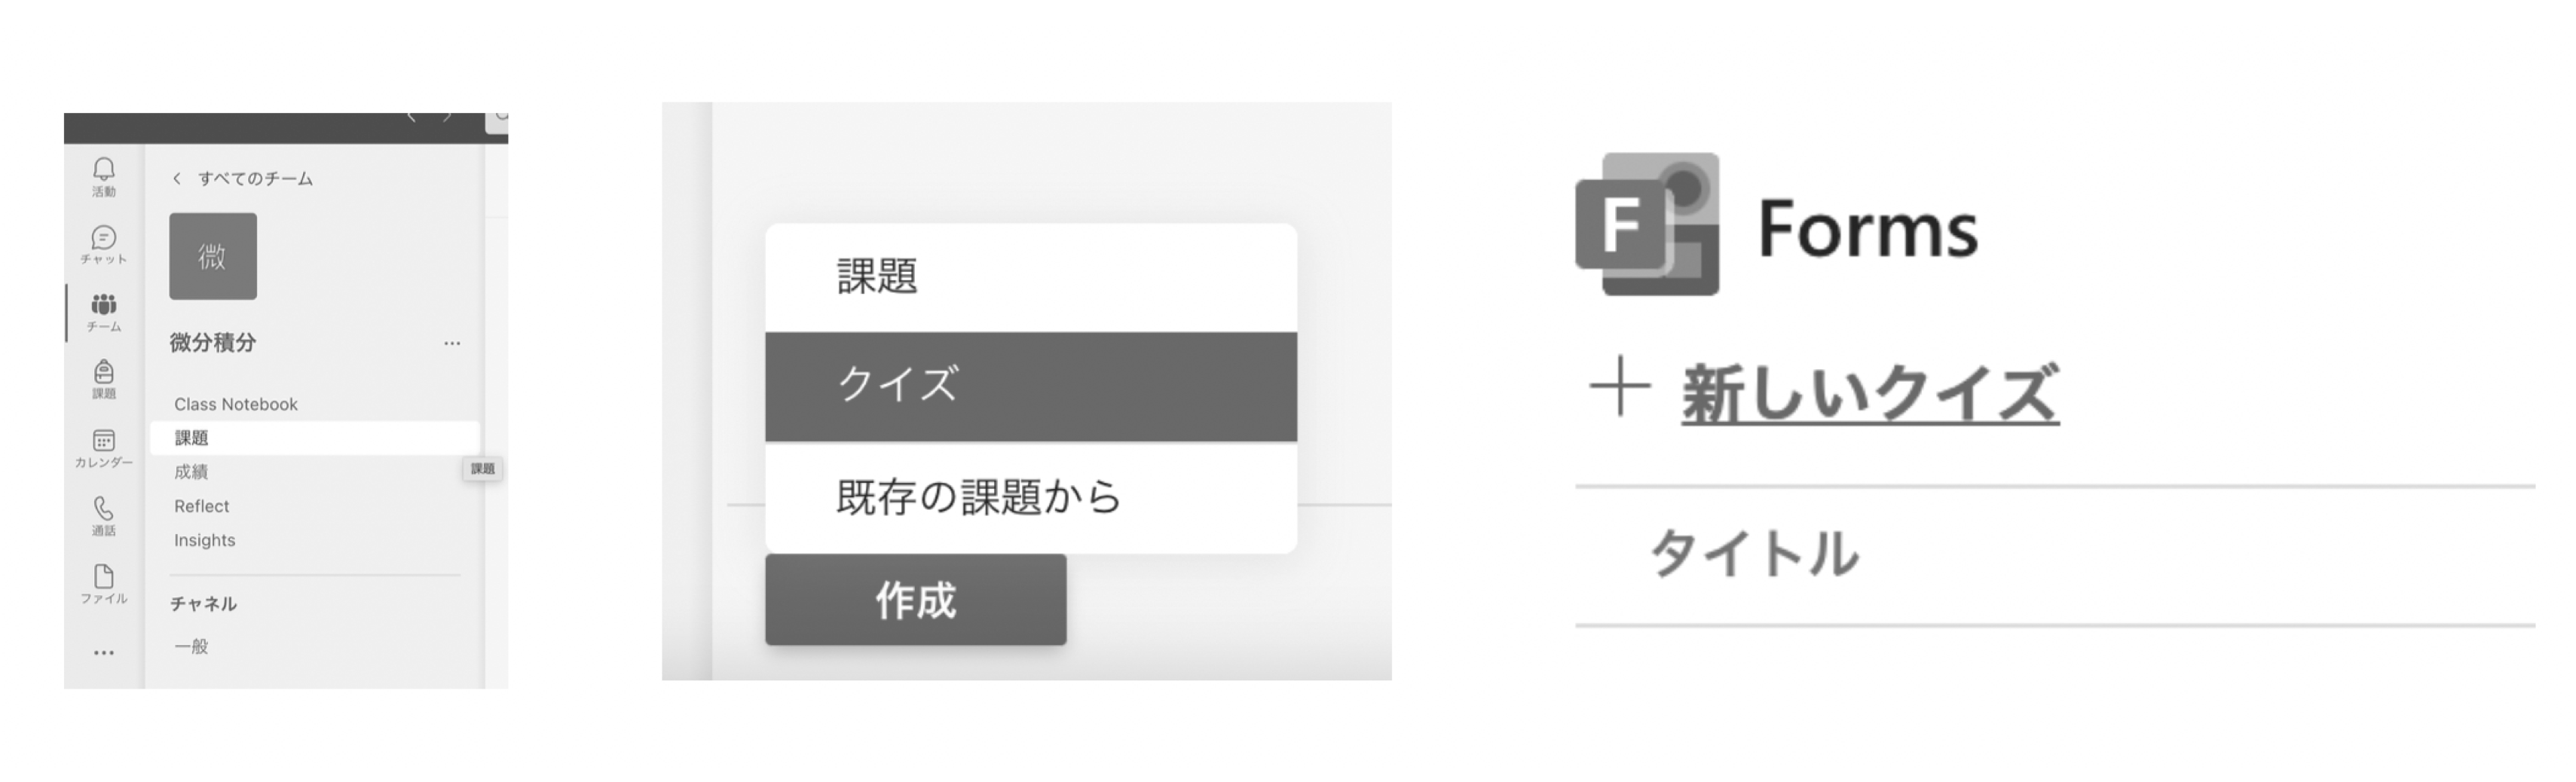 活動
チャット
チーム
課題
カレンダー
通話
ファイル
すべてのチーム
微
微分積分
Class Notebook
課題
課題
成績
Reflect
Insights
チャネル
一般
課題
クイズ
既存の課題から
作成
F
Forms
新しいクイズ
タイトル